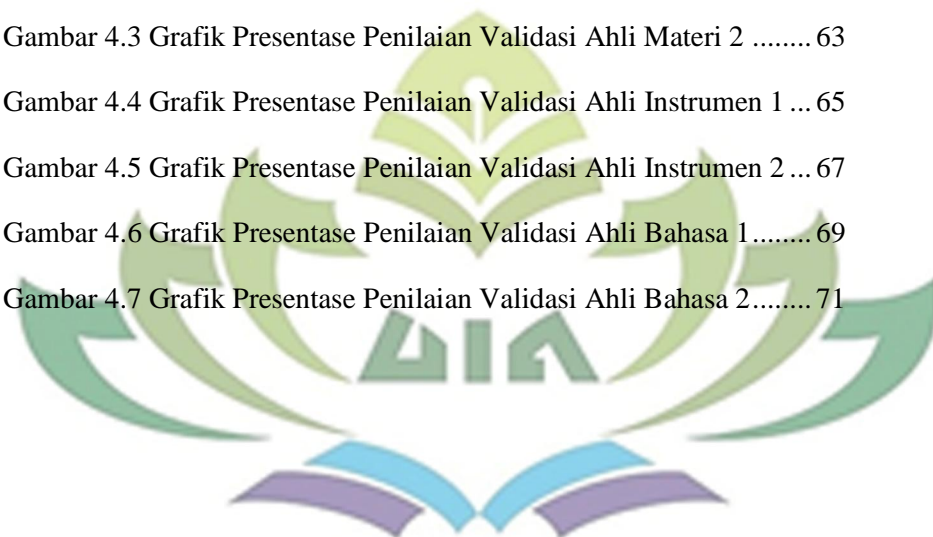 Gambar 4.3 Grafik Presentase Penilaian Validasi Ahli Materi 2 ........ 63
Gambar 4.4 Grafik Presentase Penilaian Validasi Ahli Instrumen 1 ... 65
Gambar 4.5 Grafik Presentase Penilaian Validasi Ahli Instrumen 2 ... 67
Gambar 4.6 Grafik Presentase Penilaian Validasi Ahli Bahasa 1........ 69
Gambar 4.7 Grafik Presentase Penilaian Validasi Ahli Bahasa 2........ 71
UIN